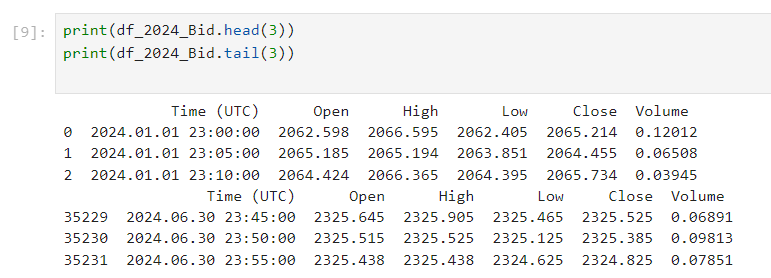 [9]: print(df_2024_Bid.head(3))
print(df_2024_Bid.tail(3))
Time (UTC) Open High Low Close Volume
0 2024.01.01 23:00:00 2062.598 2066.595 2062.405 2065.214 0.12012
1 2024.01.01 23:05:00 2065.185 2065.194 2063.851 2064.455 0.06508
2 2024.01.01 23:10:00 2064.424 2066.365 2064.395 2065.734 0.03945
Time (UTC) Open High Low Close Volume
35229 2024.06.30 23:45:00 2325.645 2325.905 2325.465 2325.525 0.06891
35230 2024.06.30 23:50:00 2325.515 2325.525 2325.125 2325.385 0.09813
35231 2024.06.30 23:55:00 2325.438 2325.438 2324.625 2324.825 0.07851